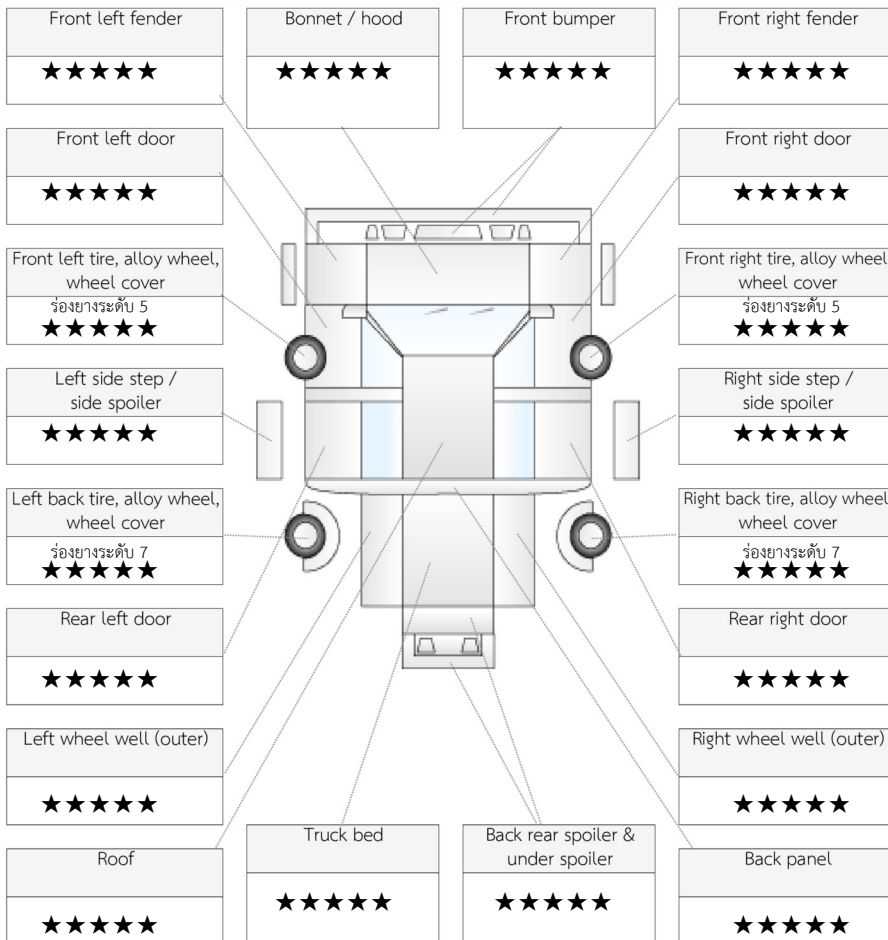 Front left fender
★★★★★
Bonnet / hood
★★★★★
Front bumper
★★★★★
Front right fender
★★★★★
Front left door
★★★★★
Front right door
★★★★★
Front left tire, alloy wheel,
wheel cover
ร่องยางระดับ 5
★★★★★
Front right tire, alloy wheel
wheel cover
ร่องยางระดับ 5
★★★★★
Left side step /
side spoiler
★★★★★
Right side step /
side spoiler
★★★★★
Left back tire, alloy wheel,
wheel cover
ร่องยางระดับ 7
★★★★★
Right back tire, alloy wheel
wheel cover
ร่องยางระดับ 7
★★★★★
Rear left door
★★★★★
Rear right door
★★★★★
Left wheel well (outer)
★★★★★
Right wheel well (outer)
★★★★★
Roof
★★★★★
Truck bed
★★★★★
Back rear spoiler &
under spoiler
★★★★★
Back panel
★★★★★